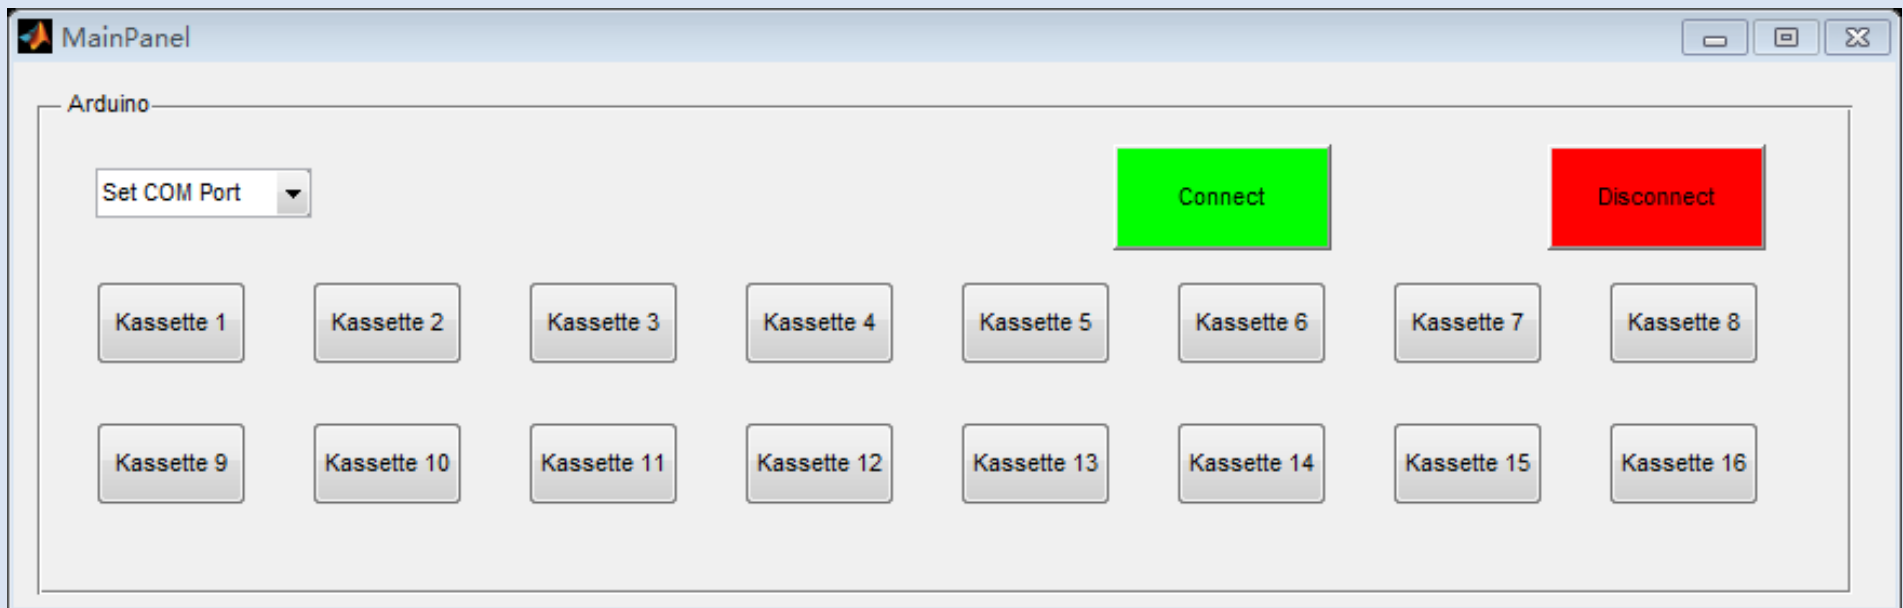 MainPanel
Arduino
Set COM Port Connect Disconnect
Kassette 1 Kassette 2 Kassette 3 Kassette 4 Kassette 5 Kassette 6 Kassette 7 Kassette 8
Kassette 9 Kassette 10 Kassette 11 Kassette 12 Kassette 13 Kassette 14 Kassette 15 Kassette 16